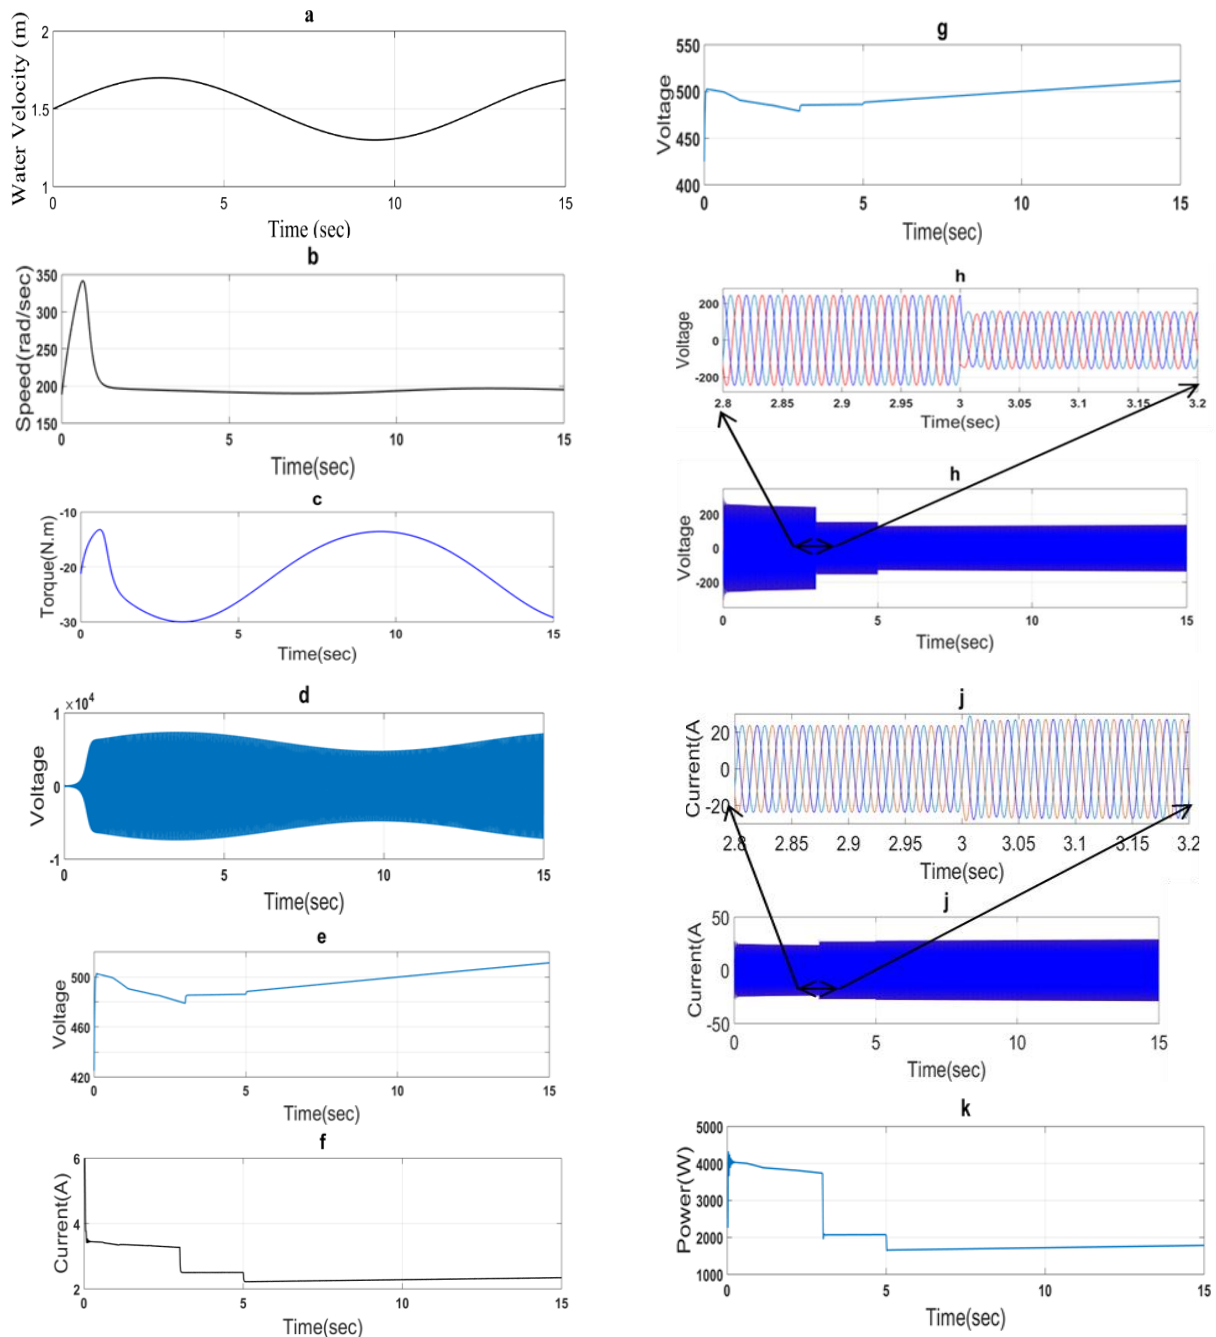 a
Water Velocity (m)
2
1.5
1
0 5 10 15
Time (sec)
b
Speed(rad/sec)
350
300
250
200
150
0 5 10 15
Time(sec)
c
Torque(N.m)
-10
-20
-30
0 5 10 15
Time(sec)
d
×10⁴
Voltage
1
0
-1
0 5 10 15
Time(sec)
e
Voltage
500
460
420
0 5 10 15
Time(sec)
f
Current(A)
6
4
2
0 5 10 15
Time(sec)
g
Voltage
550
500
450
400
0 5 10 15
Time(sec)
h
Voltage
200
0
-200
2.8 2.85 2.9 2.95 3 3.05 3.1 3.15 3.2
Time(sec)
h
Voltage
200
0
-200
0 5 10 15
Time(sec)
j
Current(A
20
0
-20
2.8 2.85 2.9 2.95 3 3.05 3.1 3.15 3.2
Time(sec)
j
Current(A
50
0
-50
0 5 10 15
Time(sec)
k
Power(W)
5000
4000
3000
2000
1000
0 5 10 15
Time(sec)